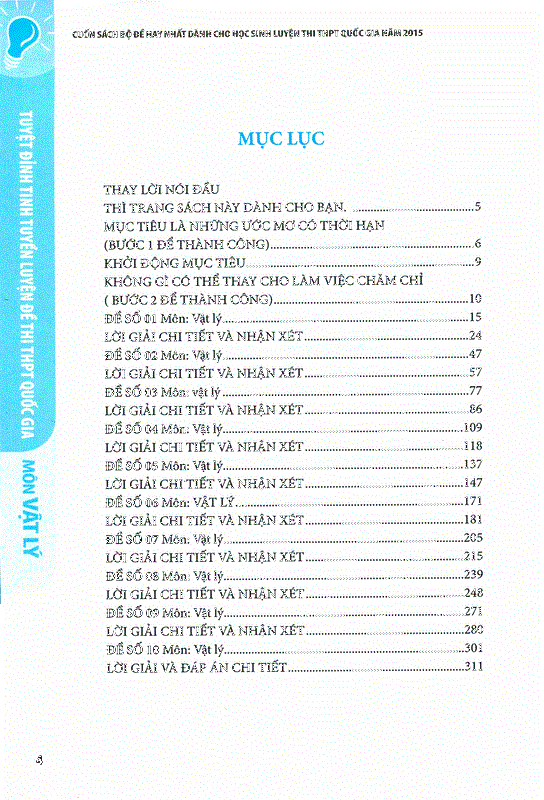 CUỐN SÁCH BỘ ĐỀ HAY NHẤT DÀNH CHO HỌC SINH LUYỆN THI THPT QUỐC GIA NĂM 2015
TUYỆT ĐỈNH TINH TUYỂN LUYỆN ĐỀ THI THPT QUỐC GIA MÔN VẬT LÝ
MỤC LỤC
THAY LỜI NÓI ĐẦU
THÌ TRANG SÁCH NÀY DÀNH CHO BẠN. ............5
MỤC TIÊU LÀ NHỮNG ƯỚC MƠ CÓ THỜI HẠN
(BƯỚC 1 ĐỂ THÀNH CÔNG)............6
KHỞI ĐỘNG MỤC TIÊU............9
KHÔNG GÌ CÓ THỂ THAY CHO LÀM VIỆC CHĂM CHỈ
( BƯỚC 2 ĐỂ THÀNH CÔNG)............10
ĐỀ SỐ 01 Môn: Vật lý............15
LỜI GIẢI CHI TIẾT VÀ NHẬN XÉT............24
ĐỀ SỐ 02 Môn: Vật lý............47
LỜI GIẢI CHI TIẾT VÀ NHẬN XÉT............57
ĐỀ SỐ 03 Môn: vật lý............77
LỜI GIẢI CHI TIẾT VÀ NHẬN XÉT............86
ĐỀ SỐ 04 Môn: Vật lý............109
LỜI GIẢI CHI TIẾT VÀ NHẬN XÉT............118
ĐỀ SỐ 05 Môn: Vật lý............137
LỜI GIẢI CHI TIẾT VÀ NHẬN XÉT............147
ĐỀ SỐ 06 Môn: VẬT LÝ............171
LỜI GIẢI CHI TIẾT VÀ NHẬN XÉT............181
ĐỀ SỐ 07 Môn: Vật lý............205
LỜI GIẢI CHI TIẾT VÀ NHẬN XÉT............215
ĐỀ SỐ 08 Môn: Vật lý............239
LỜI GIẢI CHI TIẾT VÀ NHẬN XÉT............248
ĐỀ SỐ 09 Môn: Vật lý............271
LỜI GIẢI CHI TIẾT VÀ NHẬN XÉT............280
ĐỀ SỐ 10 Môn: Vật lý............301
LỜI GIẢI VÀ ĐÁP ÁN CHI TIẾT............311